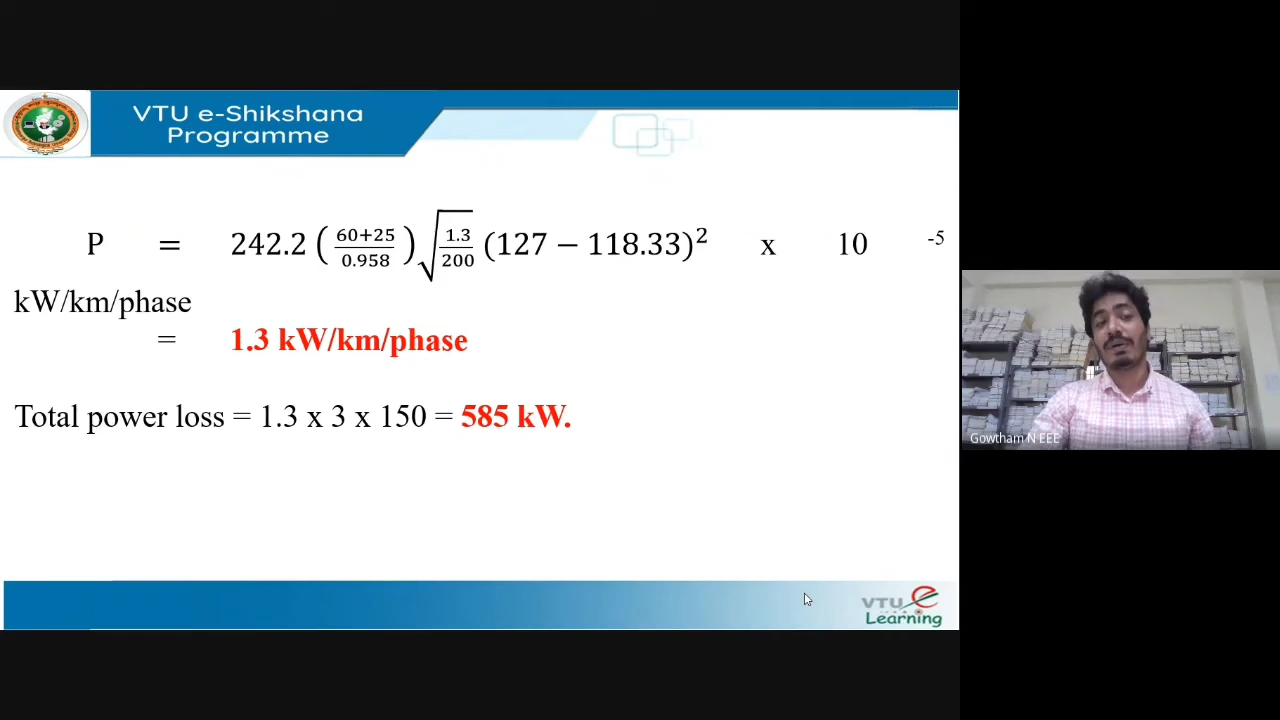 VTU e-Shikshana
Programme
P = 242.2 (60+25/0.958) √1.3/200 (127 − 118.33)² x 10 -5
kW/km/phase
= 1.3 kW/km/phase
Total power loss = 1.3 x 3 x 150 = 585 kW.
Gowtham N EEE
VTU e
Learning